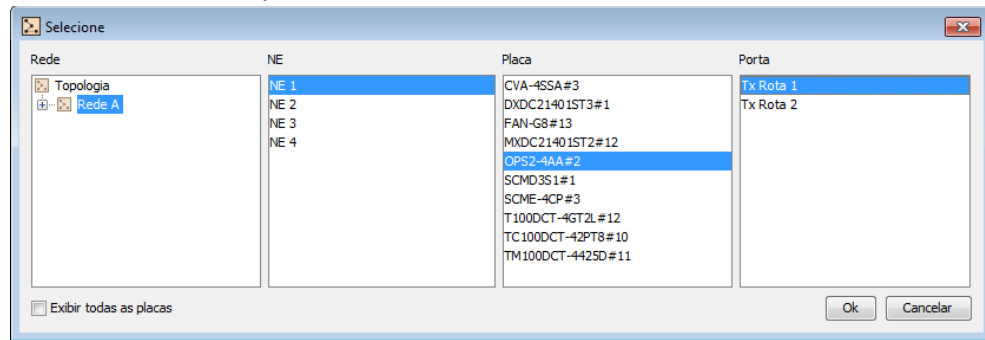 Selecione
Rede
Topologia
Rede A
NE
NE 1
NE 2
NE 3
NE 4
Placa
CVA-4SSA#3
DXDC21401ST3#1
FAN-G8#13
MXDC21401ST2#12
OPS2-4AA#2
SCMD3S1#1
SCME-4CP#3
T100DCT-4GT2L#12
TC100DCT-42PT8#10
TM100DCT-4425D#11
Porta
Tx Rota 1
Tx Rota 2
Exibir todas as placas
Ok
Cancelar